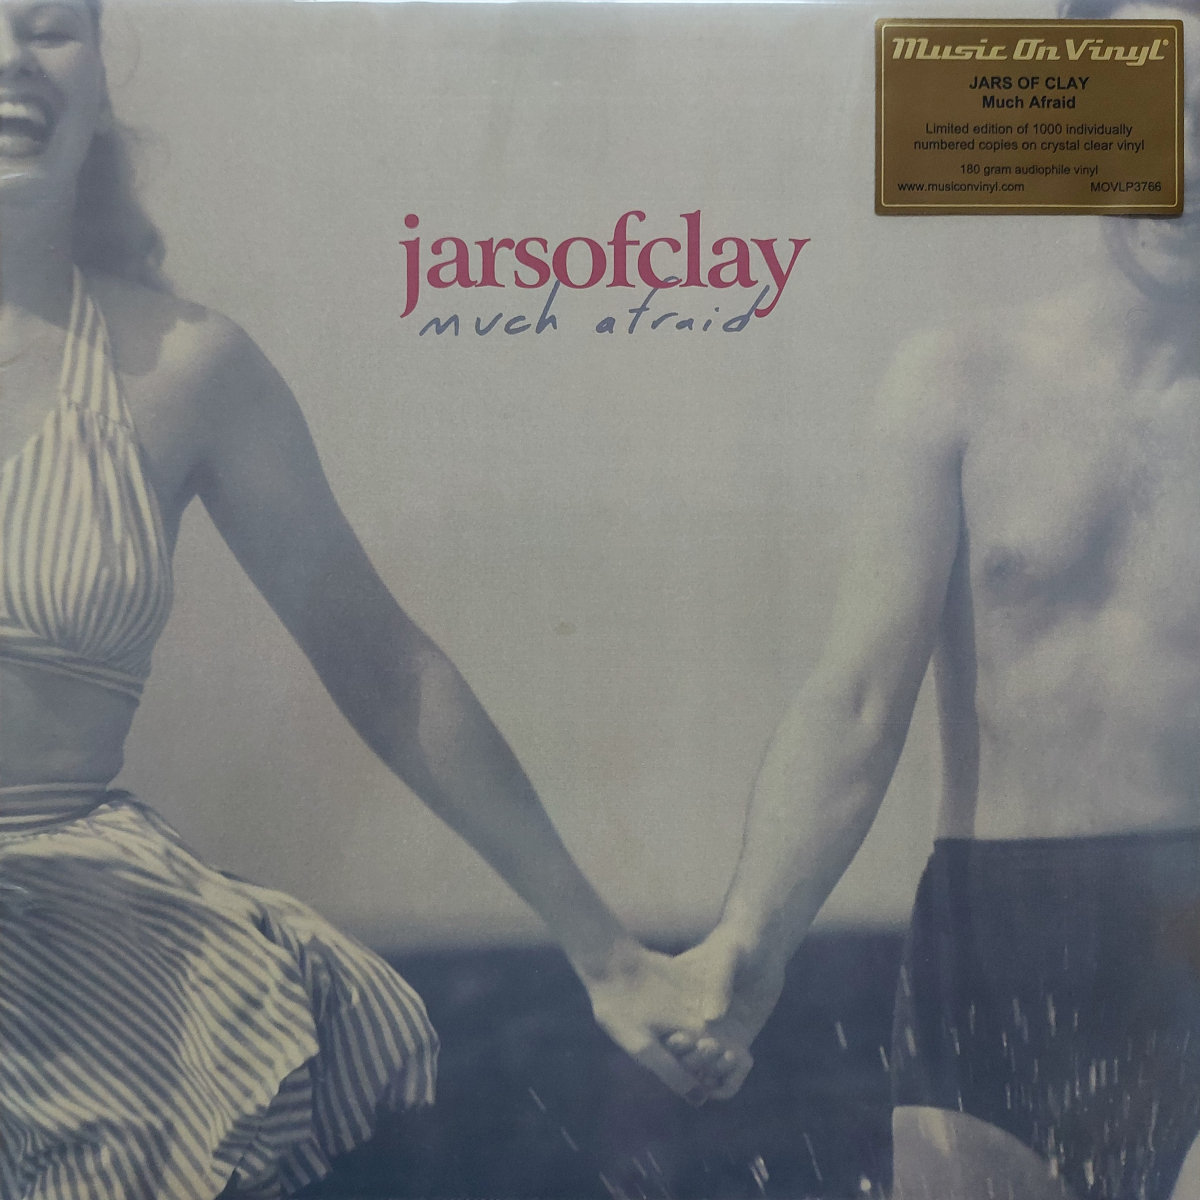 Music On Vinyl®
JARS OF CLAY
Much Afraid
Limited edition of 1000 individually
numbered copies on crystal clear vinyl
180 gram audiophile vinyl
www.musiconvinyl.com MOVLP3766
jarsofclay
much afraid